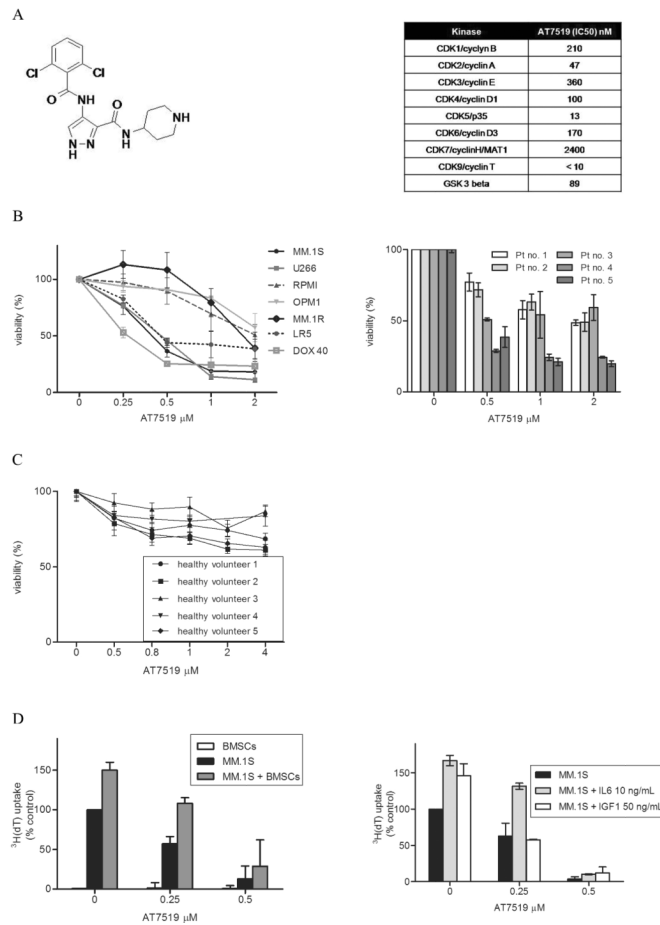 A
Cl
Cl
O
NH
O
N
H
NH
N
N
H
Kinase AT7519 (IC50) nM
CDK1/cyclyn B 210
CDK2/cyclin A 47
CDK3/cyclin E 360
CDK4/cyclin D1 100
CDK5/p35 13
CDK6/cyclin D3 170
CDK7/cyclinH/MAT1 2400
CDK9/cyclin T < 10
GSK 3 beta 89
B
viability (%)
100
50
0
0 0.25 0.5 1 2
AT7519 µM
MM.1S
U266
RPMI
OPM1
MM.1R
LR5
DOX 40
viability (%)
100
50
0
0 0.5 1 2
AT7519 µM
Pt no. 1
Pt no. 2
Pt no. 3
Pt no. 4
Pt no. 5
C
viability (%)
100
50
0
0 0.5 0.8 1 2 4
AT7519 µM
healthy volunteer 1
healthy volunteer 2
healthy volunteer 3
healthy volunteer 4
healthy volunteer 5
D
³H(dT) uptake
(% control)
150
100
50
0
0 0.25 0.5
AT7519 µM
BMSCs
MM.1S
MM.1S + BMSCs
³H(dT) uptake
(% control)
150
100
50
0
0 0.25 0.5
AT7519 µM
MM.1S
MM.1S + IL6 10 ng/mL
MM.1S + IGF1 50 ng/mL